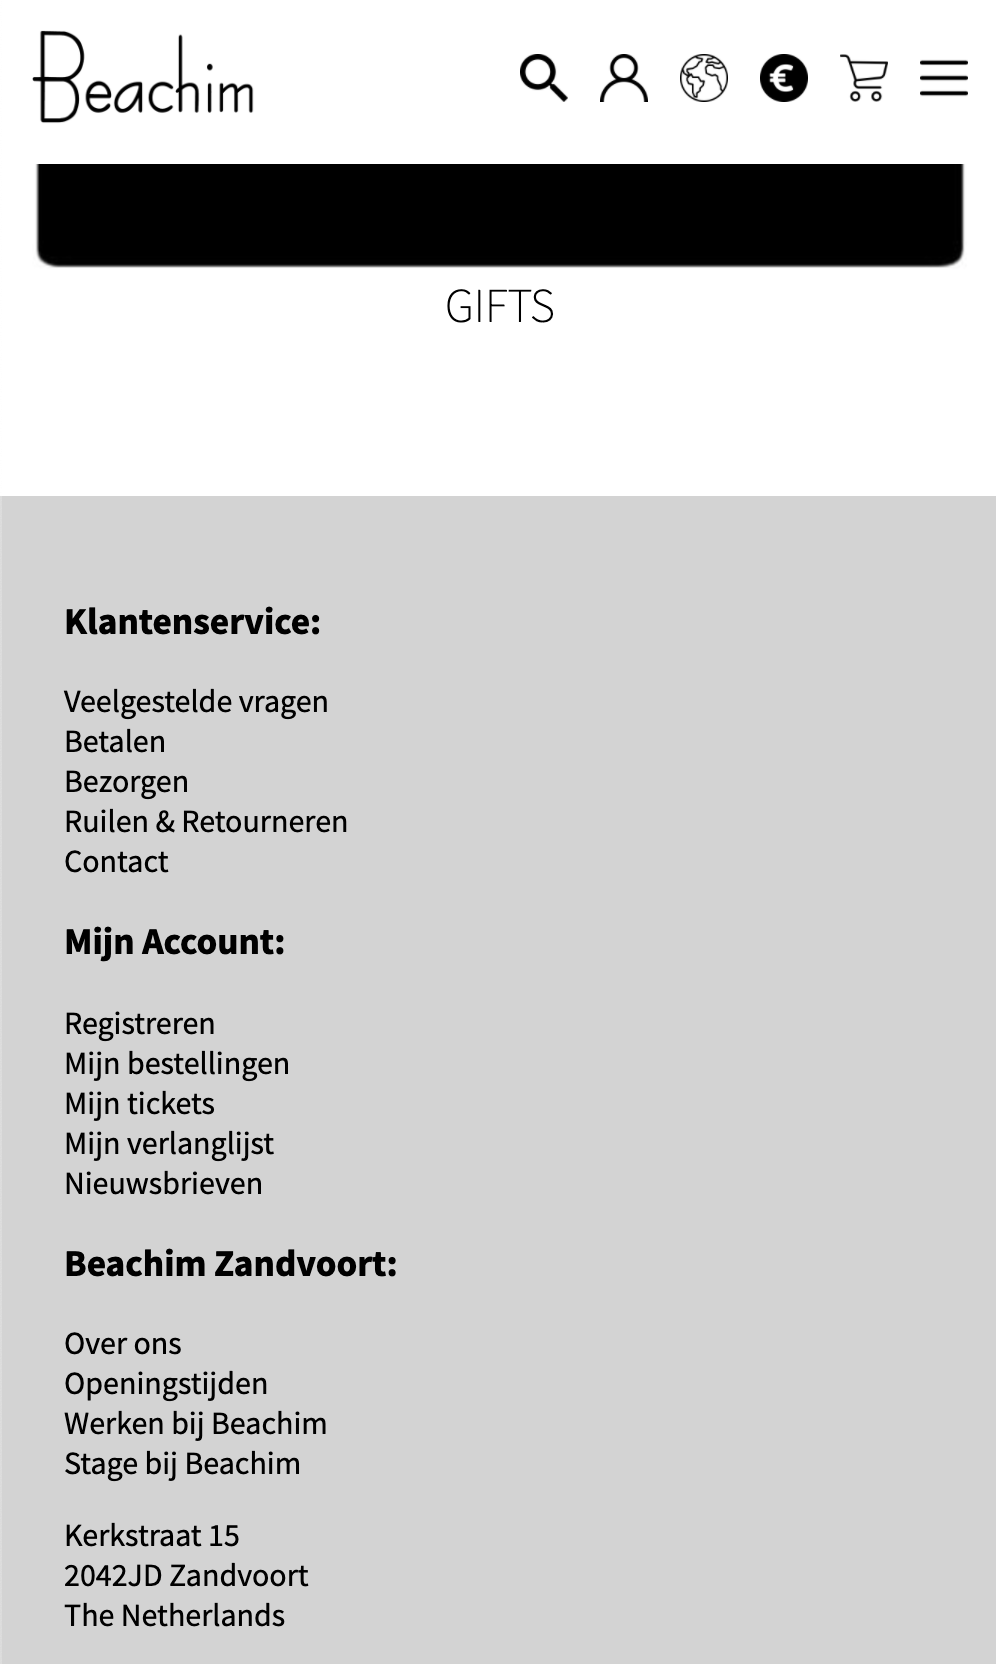 Beachim
€
GIFTS
Klantenservice:
Veelgestelde vragen
Betalen
Bezorgen
Ruilen & Retourneren
Contact
Mijn Account:
Registreren
Mijn bestellingen
Mijn tickets
Mijn verlanglijst
Nieuwsbrieven
Beachim Zandvoort:
Over ons
Openingstijden
Werken bij Beachim
Stage bij Beachim
Kerkstraat 15
2042JD Zandvoort
The Netherlands